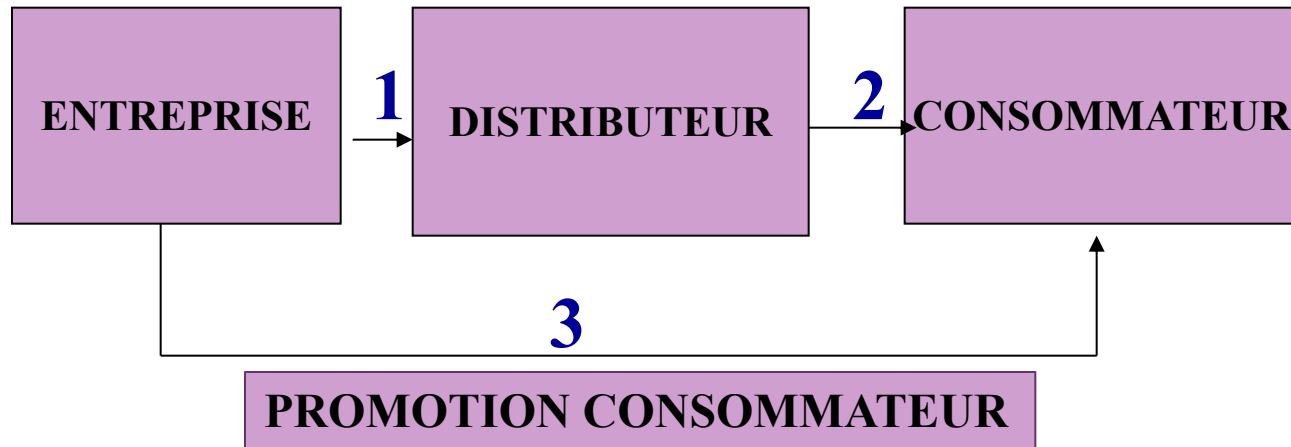 ENTREPRISE
1
DISTRIBUTEUR
2
CONSOMMATEUR
3
PROMOTION CONSOMMATEUR